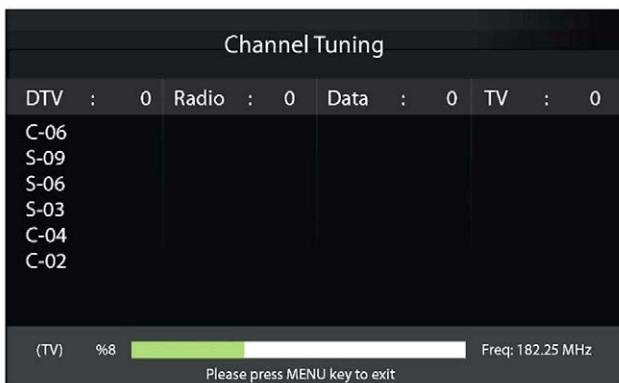 Channel Tuning
DTV : 0 Radio : 0 Data : 0 TV : 0
C-06
S-09
S-06
S-03
C-04
C-02
(TV) %8 Freq: 182.25 MHz
Please press MENU key to exit